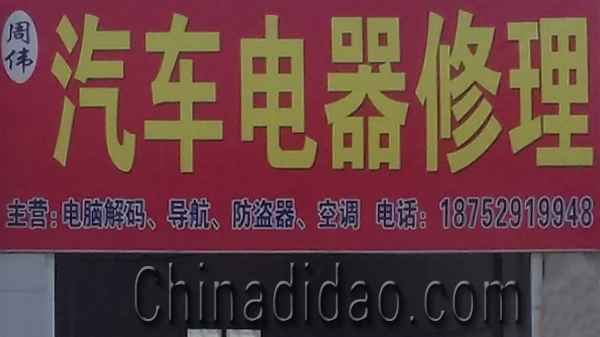 周伟
汽车电器修理
主营:电脑解码、导航、防盗器、空调 电话:18752919948
Chinadidao.com